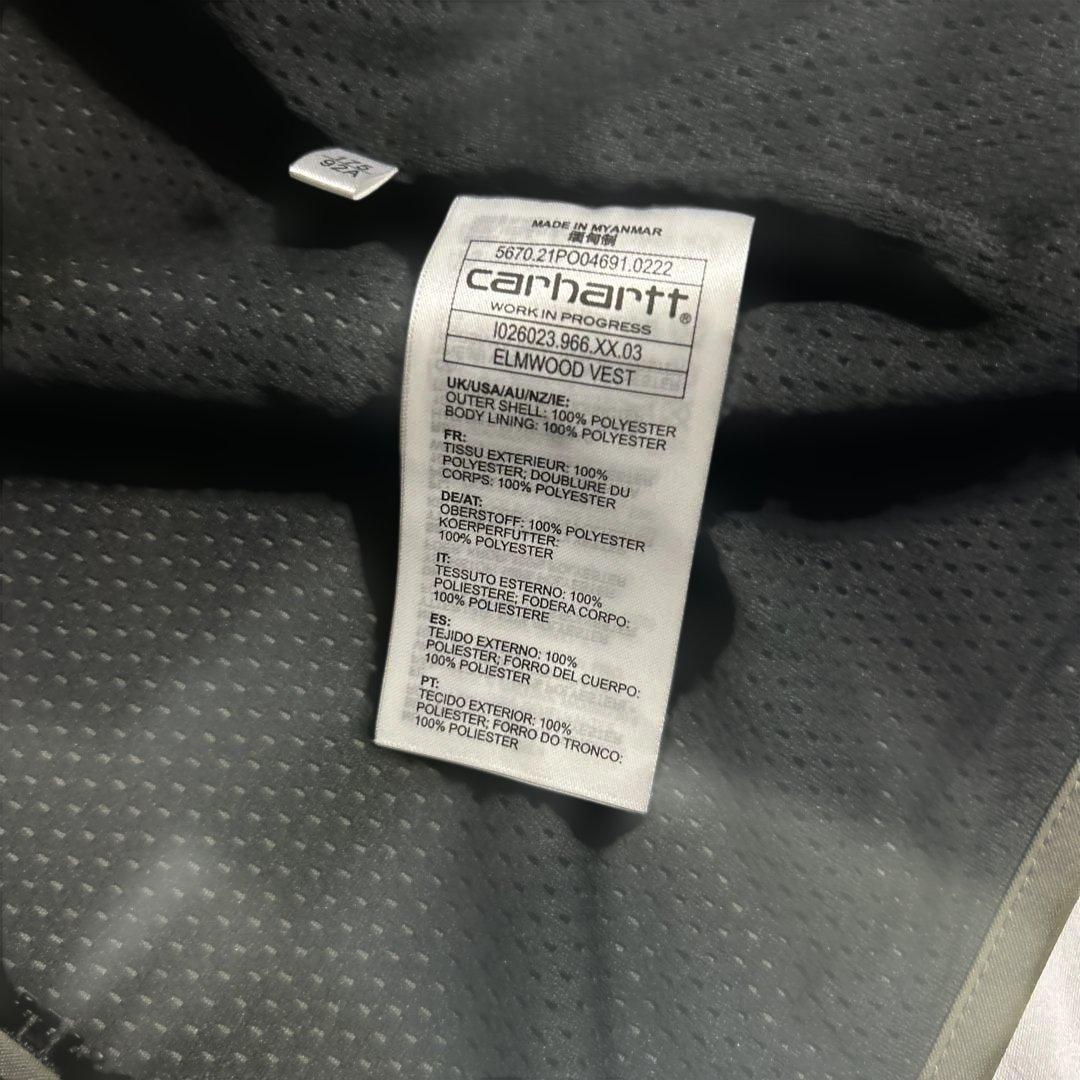 175
92A
MADE IN MYANMAR
缅甸制
5670.21PO04691.0222
carhartt®
WORK IN PROGRESS
I026023.966.XX.03
ELMWOOD VEST
UK/USA/AU/NZ/IE:
OUTER SHELL: 100% POLYESTER
BODY LINING: 100% POLYESTER
FR:
TISSU EXTERIEUR: 100%
POLYESTER; DOUBLURE DU
CORPS: 100% POLYESTER
DE/AT:
OBERSTOFF: 100% POLYESTER
KOERPERFUTTER:
100% POLYESTER
IT:
TESSUTO ESTERNO: 100%
POLIESTERE; FODERA CORPO:
100% POLIESTERE
ES:
TEJIDO EXTERNO: 100%
POLIESTER; FORRO DEL CUERPO:
100% POLIESTER
PT:
TECIDO EXTERIOR: 100%
POLIESTER; FORRO DO TRONCO:
100% POLIESTER